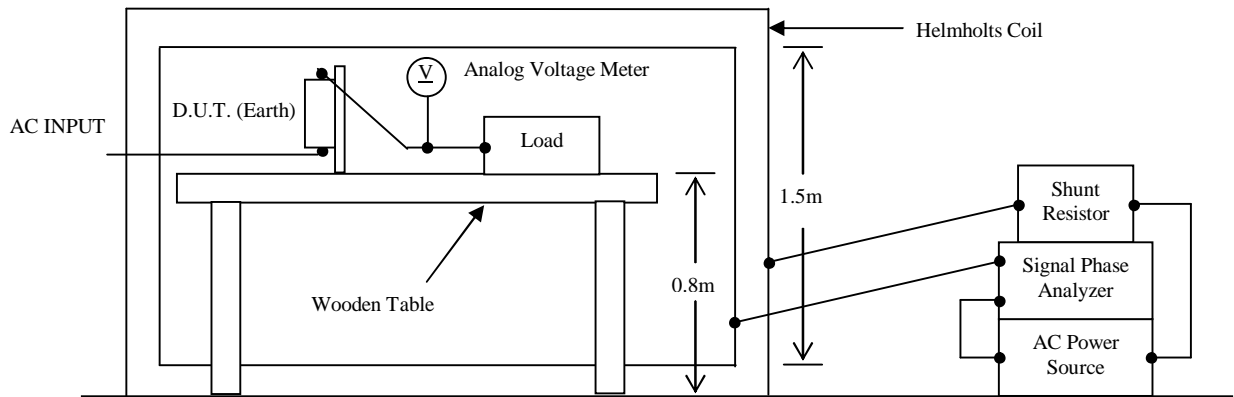 Helmholts Coil
V
Analog Voltage Meter
D.U.T. (Earth)
AC INPUT
Load
Shunt
Resistor
1.5m
Signal Phase
Analyzer
0.8m
Wooden Table
AC Power
Source